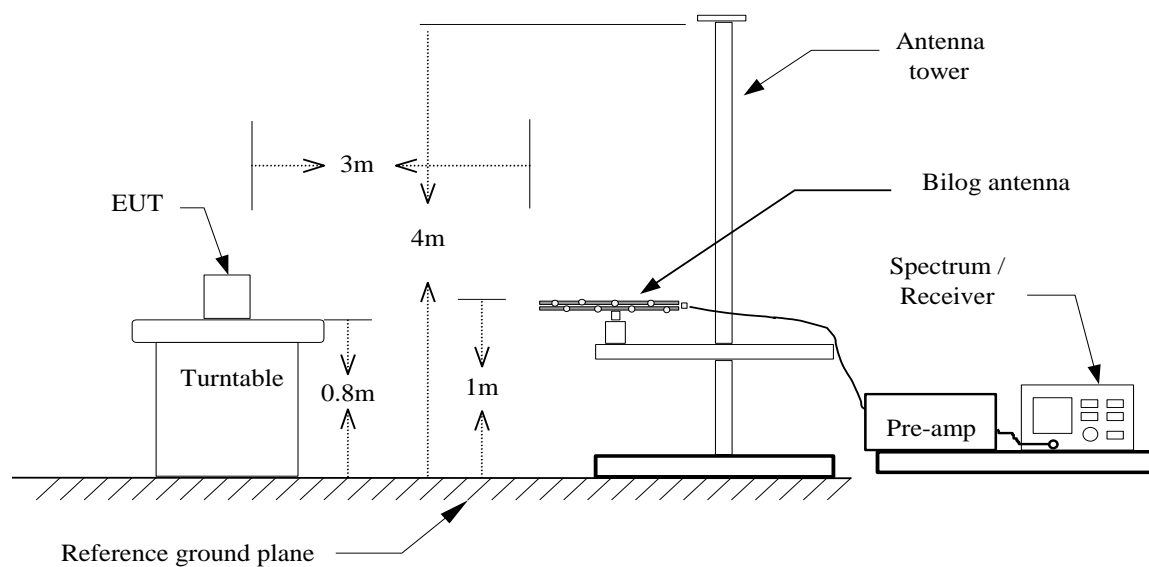 Antenna
tower
3m
Bilog antenna
EUT
4m
Spectrum /
Receiver
Turntable
0.8m
1m
Pre-amp
Reference ground plane